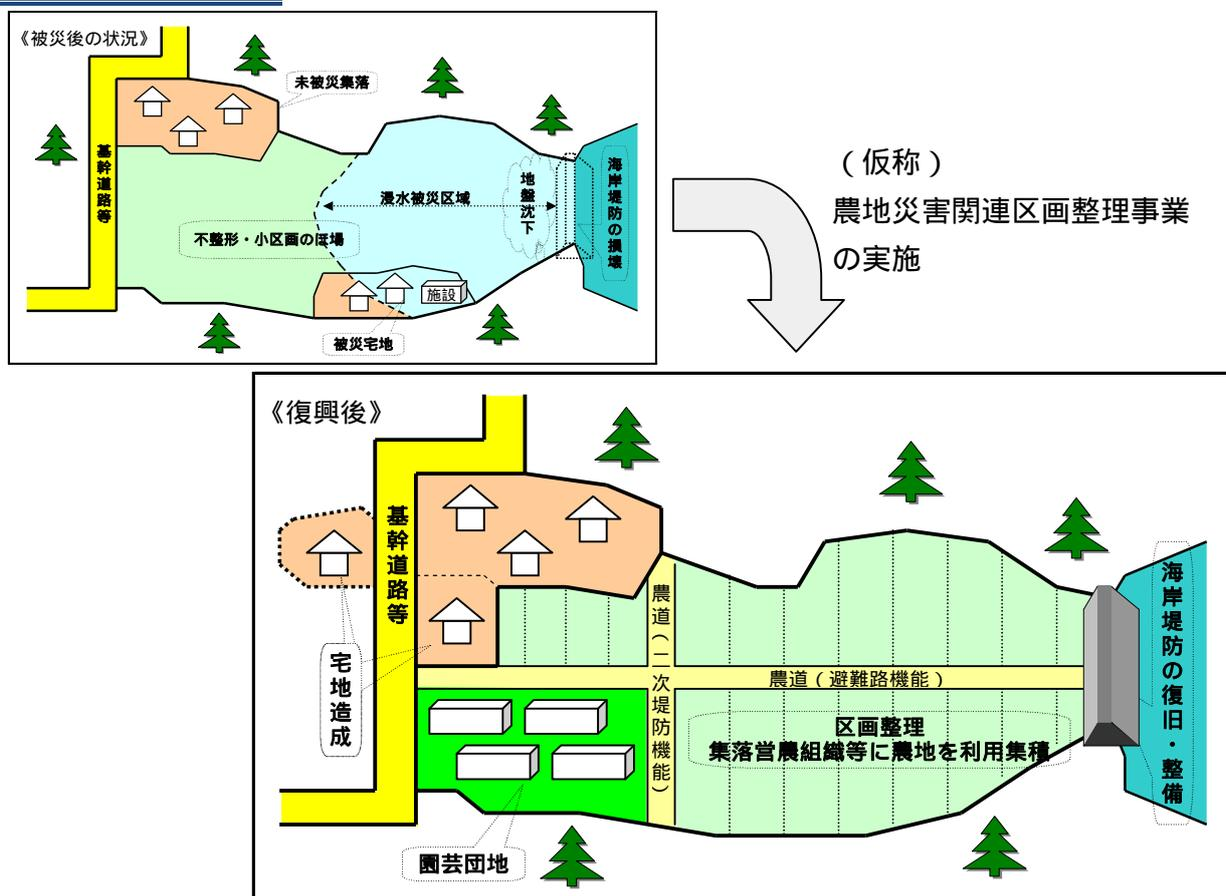 《被災後の状況》
未被災集落
基幹道路等
浸水被災区域
地盤沈下
海岸堤防の損壊
不整形・小区画のほ場
施設
被災宅地
（仮称）
農地災害関連区画整理事業
の実施
《復興後》
基幹道路等
宅地造成
農道（二次堤防機能）
農道（避難路機能）
区画整理
集落営農組織等に農地を利用集積
海岸堤防の復旧・整備
園芸団地